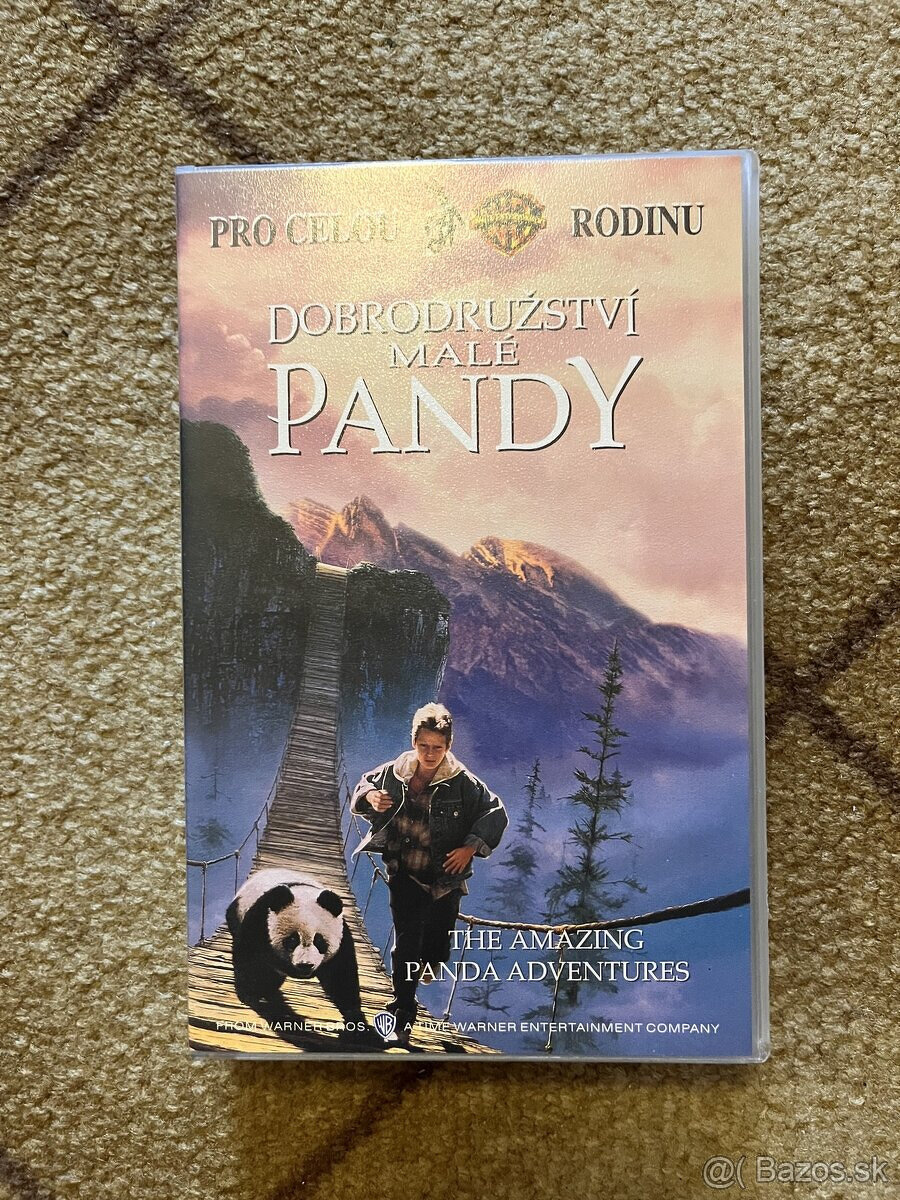 PRO CELOU RODINU
DOBRODRUŽSTVÍ
MALÉ
PANDY
THE AMAZING
PANDA ADVENTURES
FROM WARNER BROS. WB A TIME WARNER ENTERTAINMENT COMPANY
@( Bazos.sk